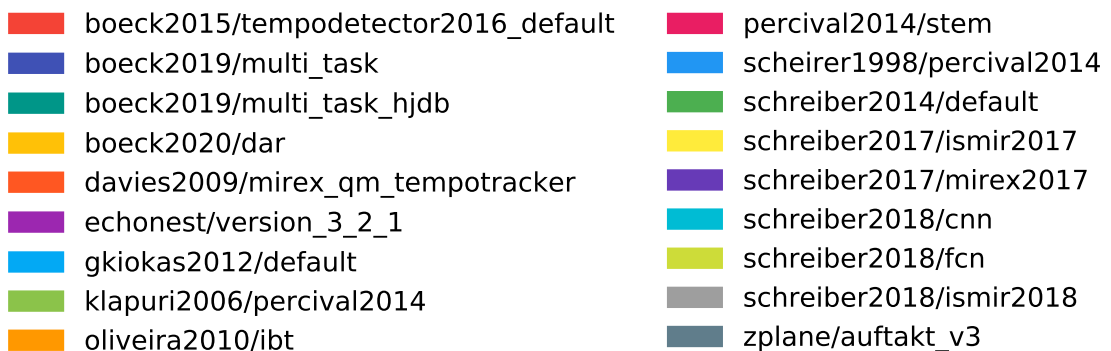 boeck2015/tempodetector2016_default
boeck2019/multi_task
boeck2019/multi_task_hjdb
boeck2020/dar
davies2009/mirex_qm_tempotracker
echonest/version_3_2_1
gkiokas2012/default
klapuri2006/percival2014
oliveira2010/ibt
percival2014/stem
scheirer1998/percival2014
schreiber2014/default
schreiber2017/ismir2017
schreiber2017/mirex2017
schreiber2018/cnn
schreiber2018/fcn
schreiber2018/ismir2018
zplane/auftakt_v3